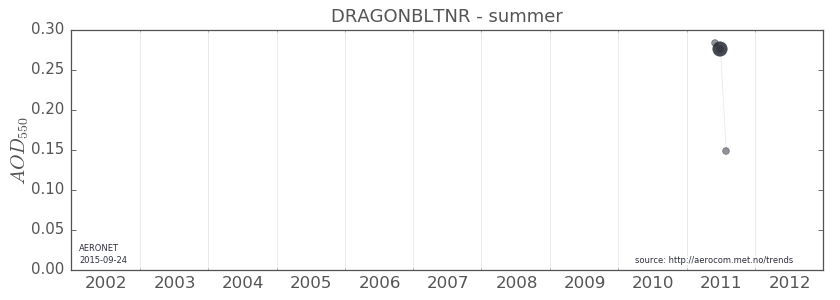 DRAGONBLTNR - summer
0.30
0.25
0.20
0.15
0.10
0.05
0.00
AOD550
AERONET
2015-09-24
source: http://aerocom.met.no/trends
2002 2003 2004 2005 2006 2007 2008 2009 2010 2011 2012